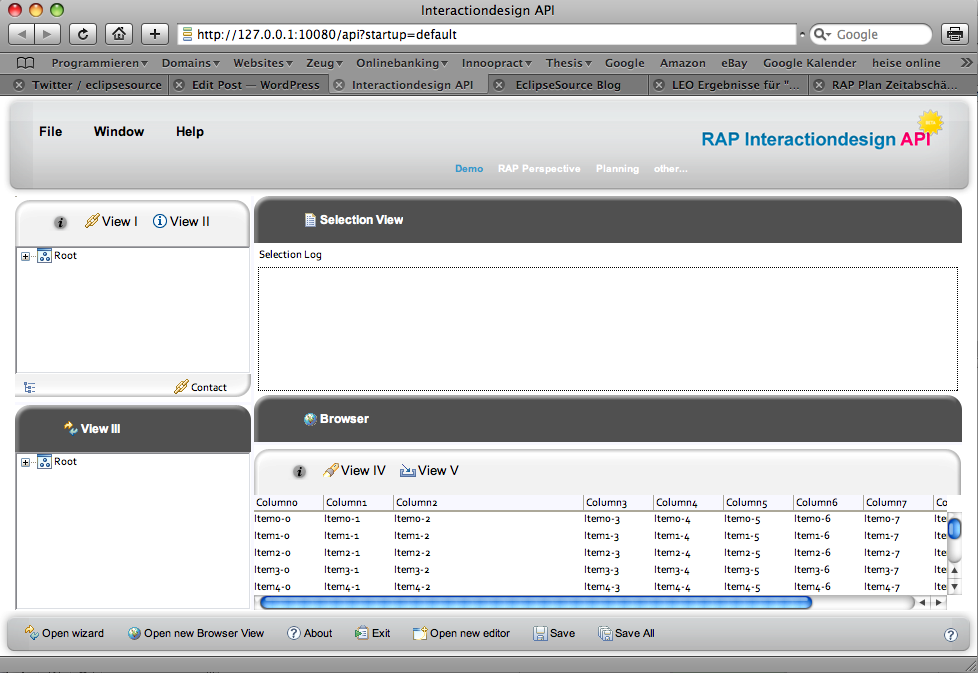 Interactiondesign API
http://127.0.0.1:10080/api?startup=default
Google
Programmieren Domains Websites Zeug Onlinebanking Innoopract Thesis Google Amazon eBay Google Kalender heise online
Twitter / eclipsesource Edit Post — WordPress Interactiondesign API EclipseSource Blog LEO Ergebnisse für "... RAP Plan Zeitabschä...
File Window Help
RAP Interactiondesign API
Demo RAP Perspective Planning other...
i View I i View II
Selection View
Root
Selection Log
Contact
Browser
View III
Root
i View IV View V
Column0 Column1 Column2 Column3 Column4 Column5 Column6 Column7 Co
Item0-0 Item0-1 Item0-2 Item0-3 Item0-4 Item0-5 Item0-6 Item0-7 Ite
Item1-0 Item1-1 Item1-2 Item1-3 Item1-4 Item1-5 Item1-6 Item1-7 Ite
Item2-0 Item2-1 Item2-2 Item2-3 Item2-4 Item2-5 Item2-6 Item2-7 Ite
Item3-0 Item3-1 Item3-2 Item3-3 Item3-4 Item3-5 Item3-6 Item3-7 Ite
Item4-0 Item4-1 Item4-2 Item4-3 Item4-4 Item4-5 Item4-6 Item4-7 Ite
Open wizard Open new Browser View ? About Exit Open new editor Save Save All ?